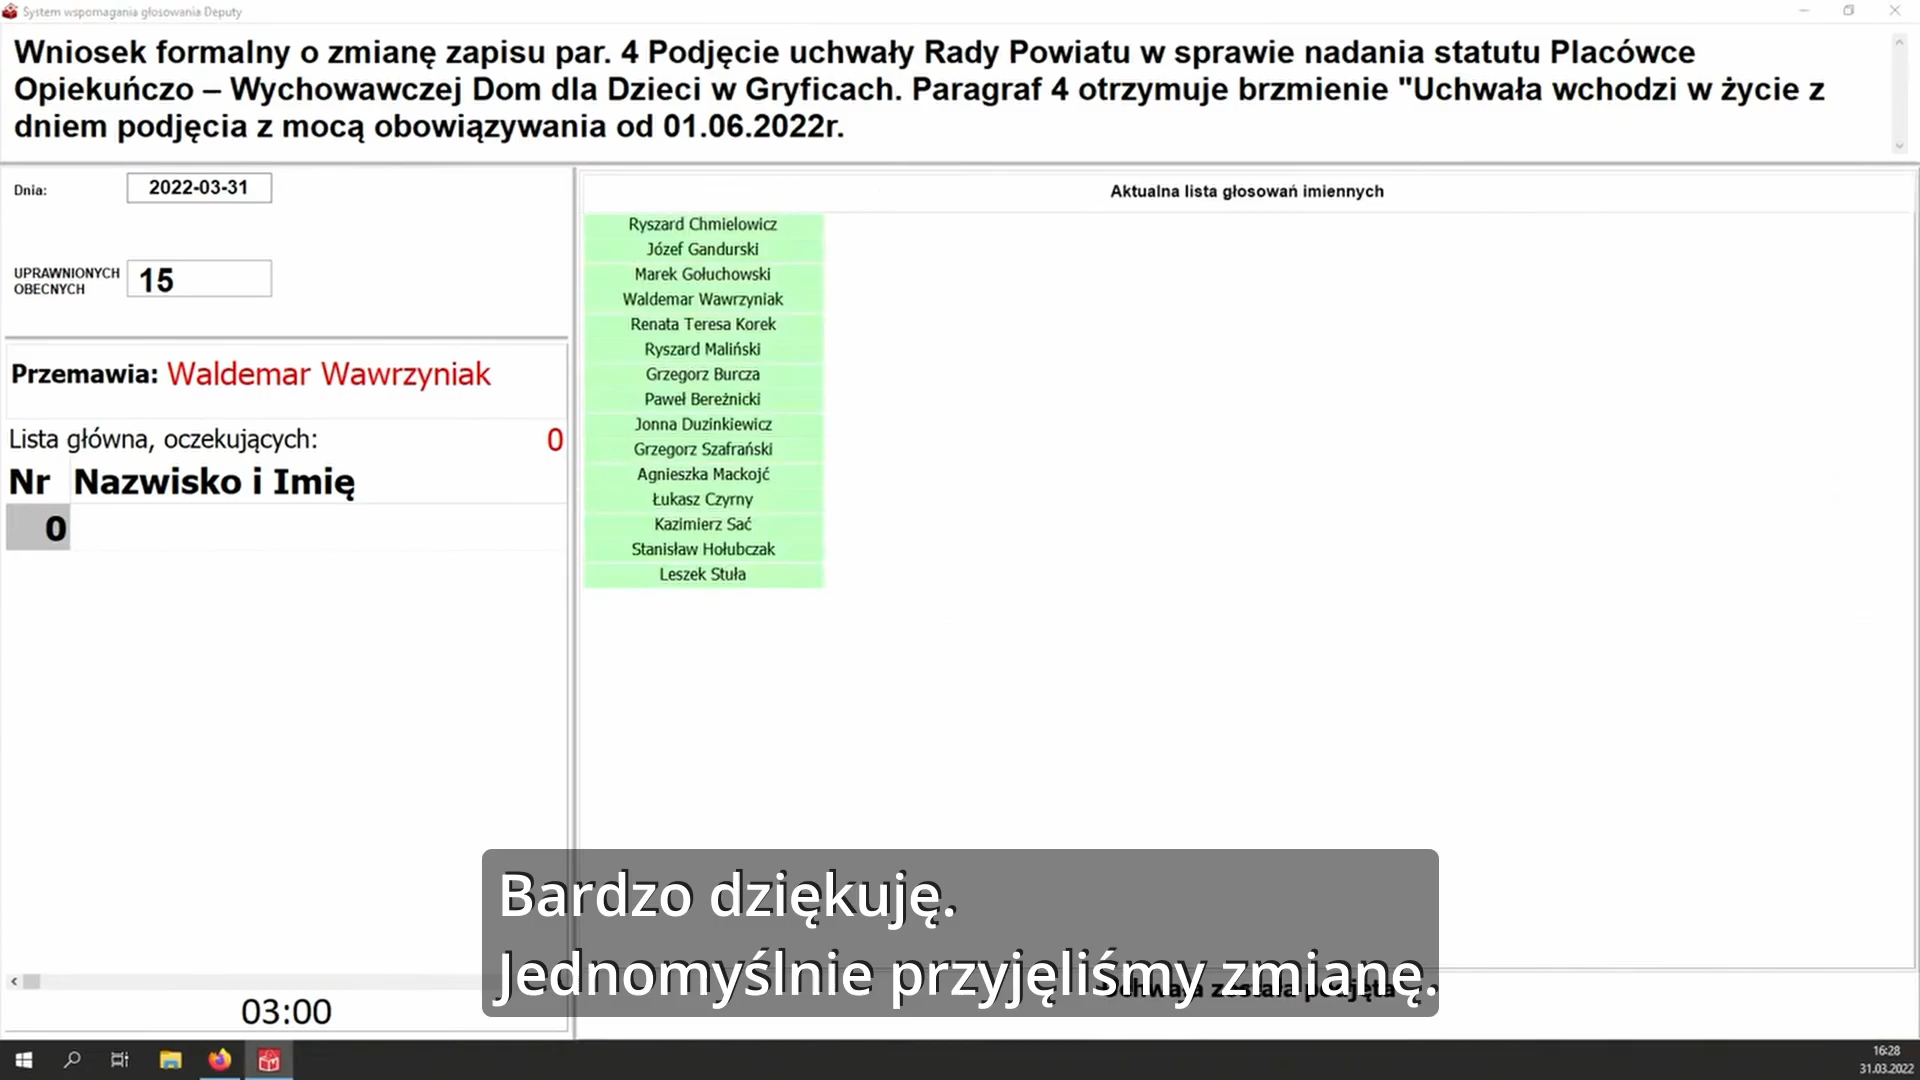 System wspomagania głosowania Deputy
Wniosek formalny o zmianę zapisu par. 4 Podjęcie uchwały Rady Powiatu w sprawie nadania statutu Placówce
Opiekuńczo – Wychowawczej Dom dla Dzieci w Gryficach. Paragraf 4 otrzymuje brzmienie "Uchwała wchodzi w życie z
dniem podjęcia z mocą obowiązywania od 01.06.2022r.
Dnia:
2022-03-31
UPRAWNIONYCH
OBECNYCH
15
Przemawia: Waldemar Wawrzyniak
Lista główna, oczekujących: 0
Nr Nazwisko i Imię
0
03:00
Aktualna lista głosowań imiennych
Ryszard Chmielowicz
Józef Gandurski
Marek Gołuchowski
Waldemar Wawrzyniak
Renata Teresa Korek
Ryszard Maliński
Grzegorz Burcza
Paweł Bereżnicki
Jonna Duzinkiewicz
Grzegorz Szafrański
Agnieszka Mackojć
Łukasz Czyrny
Kazimierz Sać
Stanisław Hołubczak
Leszek Stuła
Uchwała została podjęta
Bardzo dziękuję.
Jednomyślnie przyjęliśmy zmianę.
16:28
31.03.2022